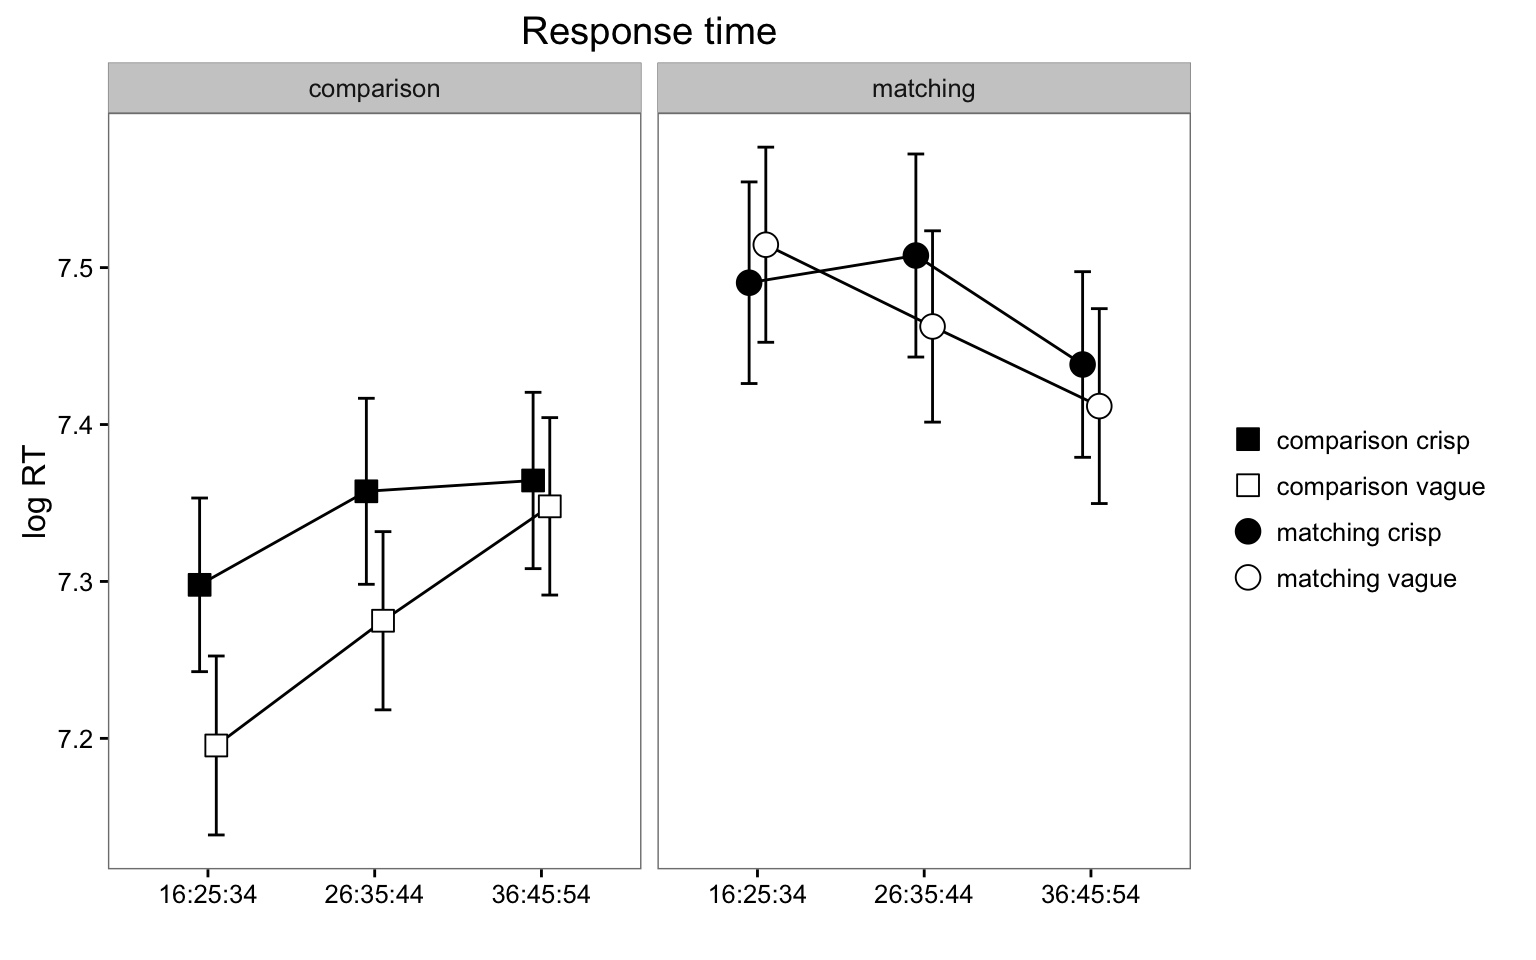 Response time
comparison matching
log RT
7.5
7.4
7.3
7.2
16:25:34 26:35:44 36:45:54 16:25:34 26:35:44 36:45:54
comparison crisp
comparison vague
matching crisp
matching vague